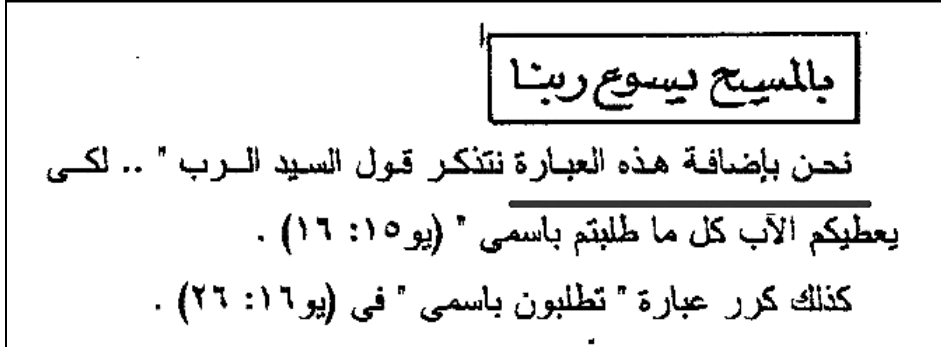 بالمسيح يسوع ربنا
نحن بإضافة هذه العبارة نتذكر قول السيد الرب " .. لكى
يعطيكم الآب كل ما طلبتم باسمى " (يو١٥: ١٦) .
كذلك كرر عبارة " تطلبون باسمى " فى (يو١٦: ٢٦) .